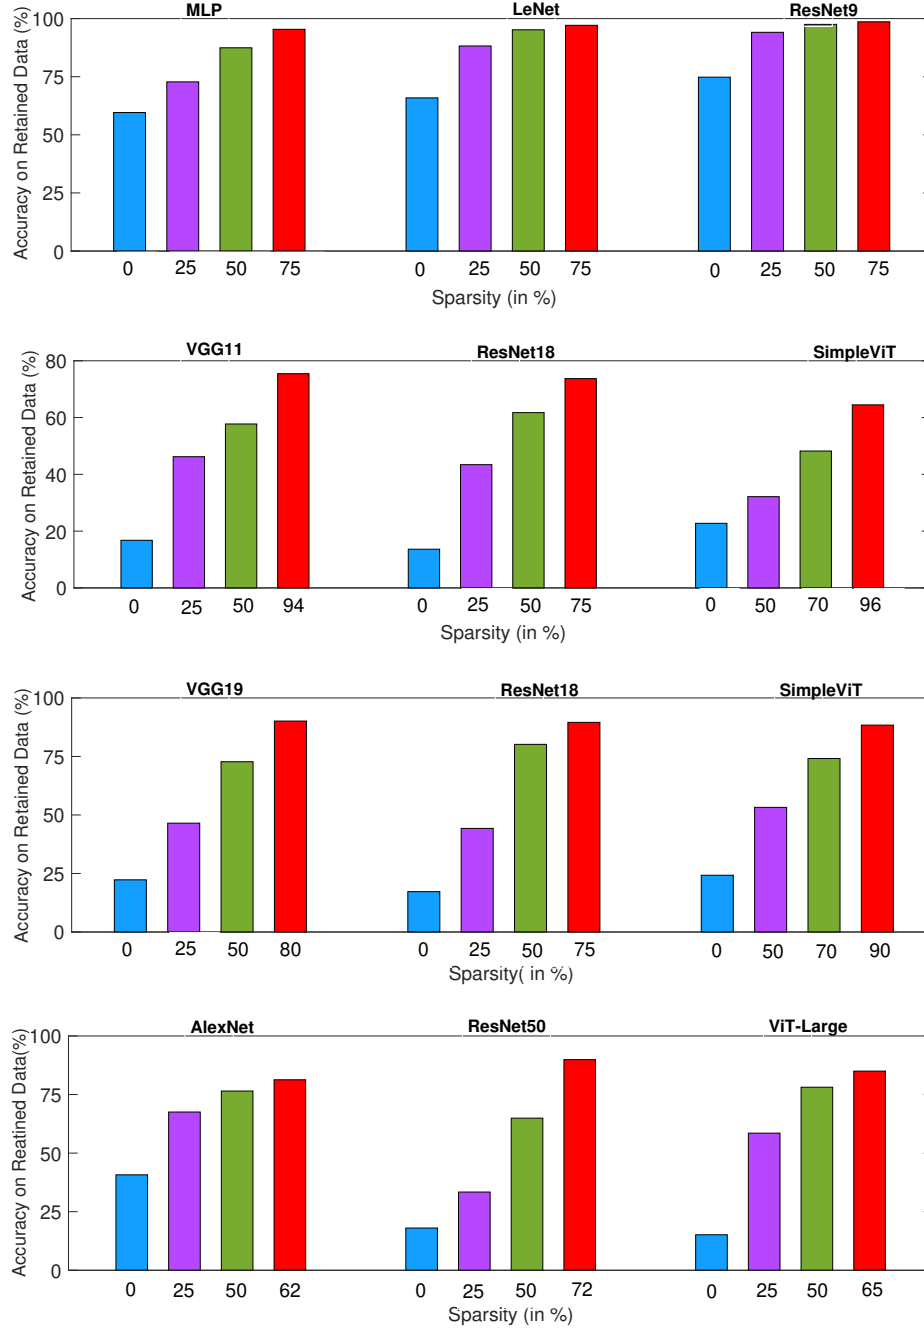 MLP LeNet ResNet9
Accuracy on Retained Data (%)
100
75
50
25
0
0 25 50 75 0 25 50 75 0 25 50 75
Sparsity (in %)
VGG11 ResNet18 SimpleViT
Accuracy on Retained Data (%)
80
60
40
20
0
0 25 50 94 0 25 50 75 0 50 70 96
Sparsity (in %)
VGG19 ResNet18 SimpleViT
Accuracy on Retained Data (%)
100
75
50
25
0
0 25 50 80 0 25 50 75 0 50 70 90
Sparsity( in %)
AlexNet ResNet50 ViT-Large
Accuracy on Reatined Data(%)
100
75
50
25
0
0 25 50 62 0 25 50 72 0 25 50 65
Sparsity (in %)